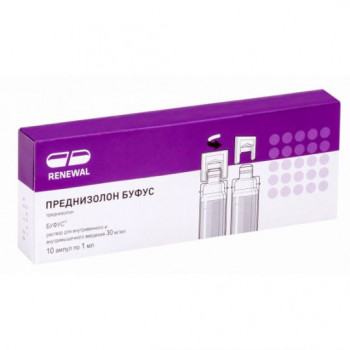 RENEWAL
ПРЕДНИЗОЛОН БУФУС
преднизолон
БУФУС
раствор для внутривенного и
внутримышечного введения 30 мг/мл
10 ампул по 1 мл